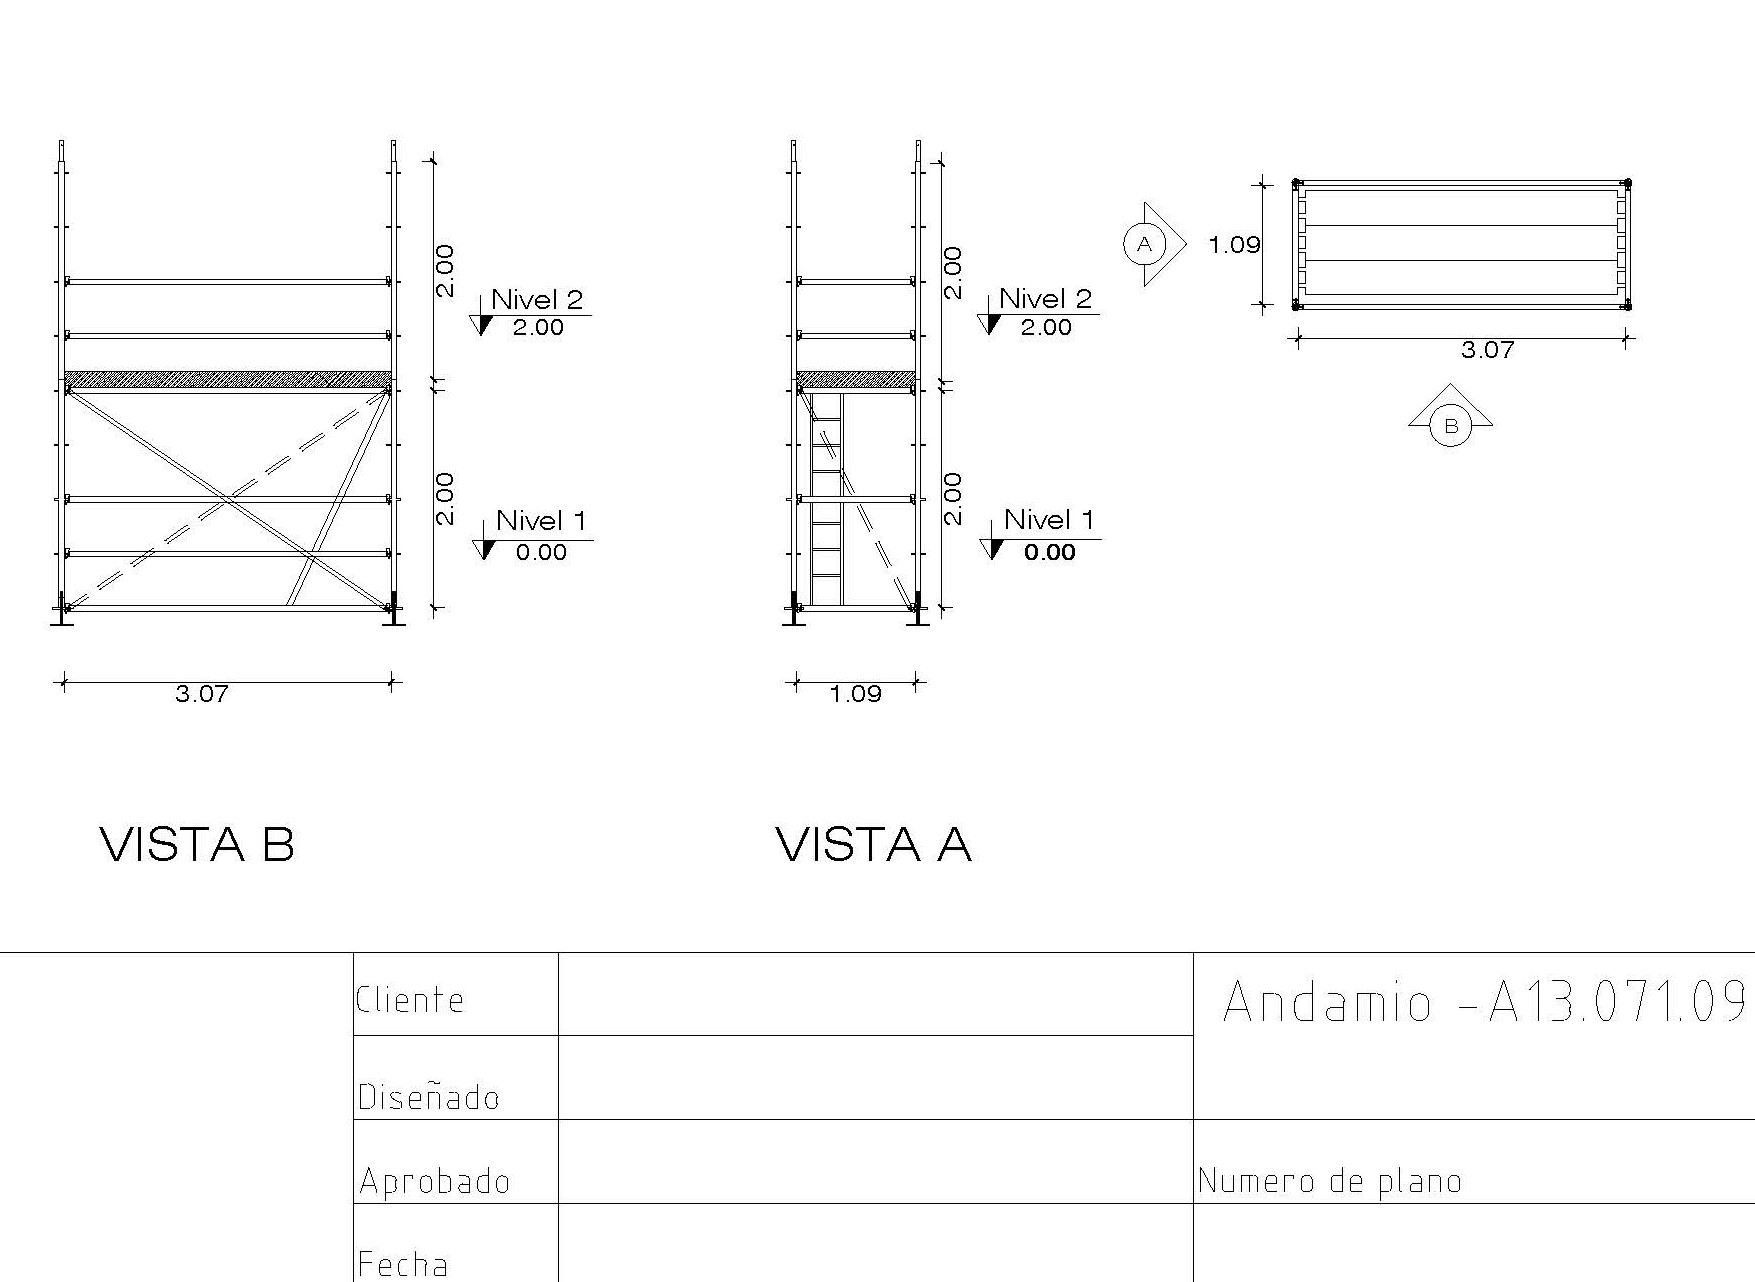 2.00
Nivel 2
2.00
2.00
Nivel 1
0.00
3.07
VISTA B
2.00
Nivel 2
2.00
2.00
Nivel 1
0.00
1.09
VISTA A
A
1.09
3.07
B
Cliente
Diseñado
Aprobado
Fecha
Andamio -A13.071.09
Numero de plano